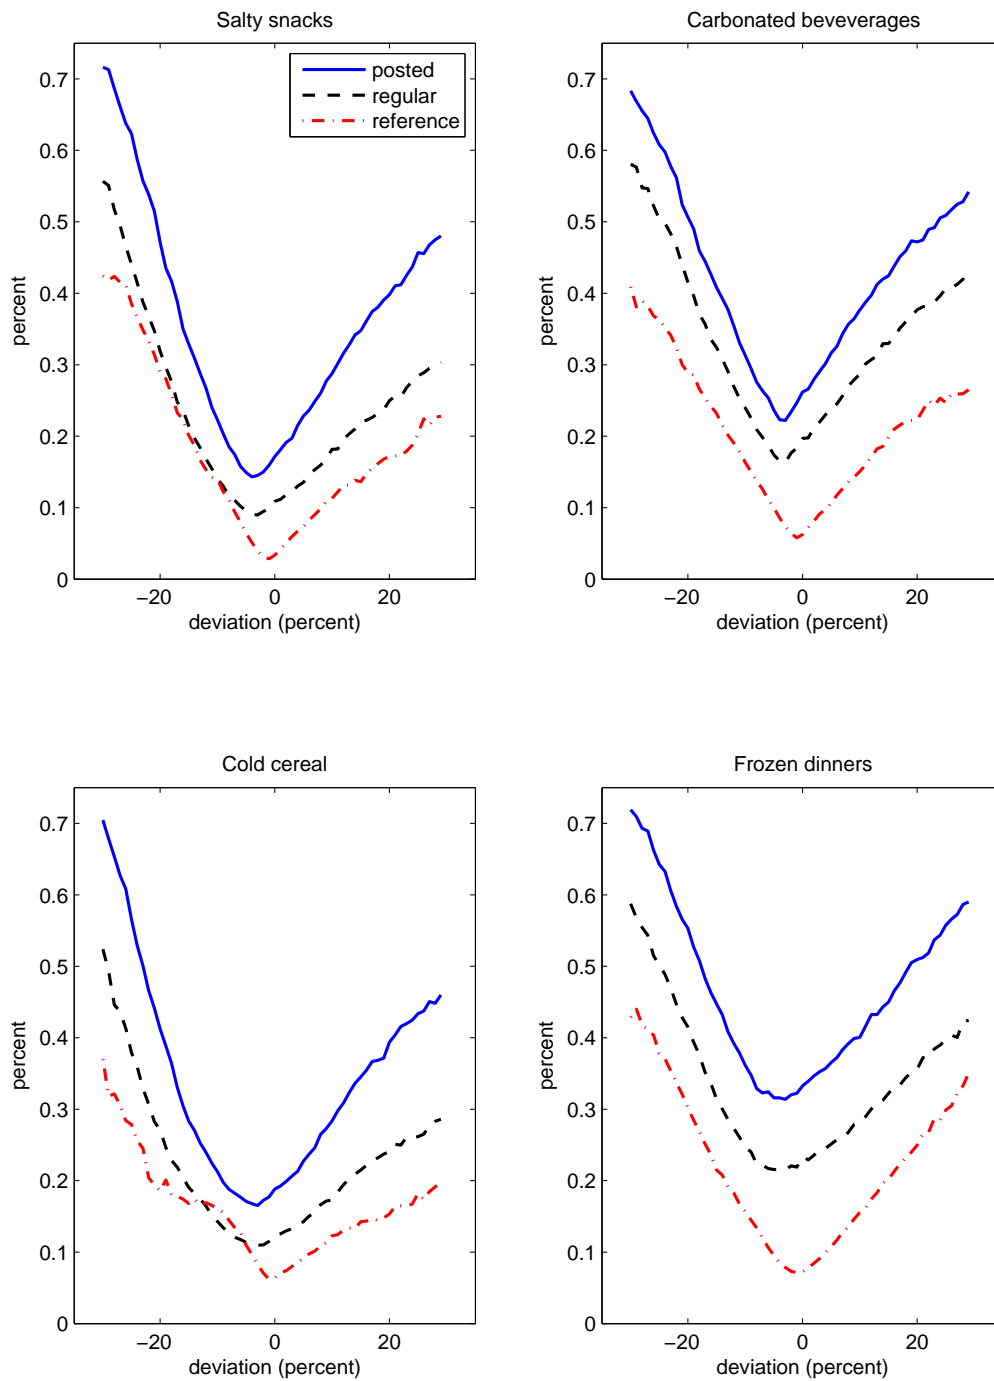 Salty snacks
posted
regular
reference
0.7
0.6
0.5
0.4
0.3
0.2
0.1
0
percent
−20
0
20
deviation (percent)
Carbonated beveverages
0.7
0.6
0.5
0.4
0.3
0.2
0.1
0
percent
−20
0
20
deviation (percent)
Cold cereal
0.7
0.6
0.5
0.4
0.3
0.2
0.1
0
percent
−20
0
20
deviation (percent)
Frozen dinners
0.7
0.6
0.5
0.4
0.3
0.2
0.1
0
percent
−20
0
20
deviation (percent)